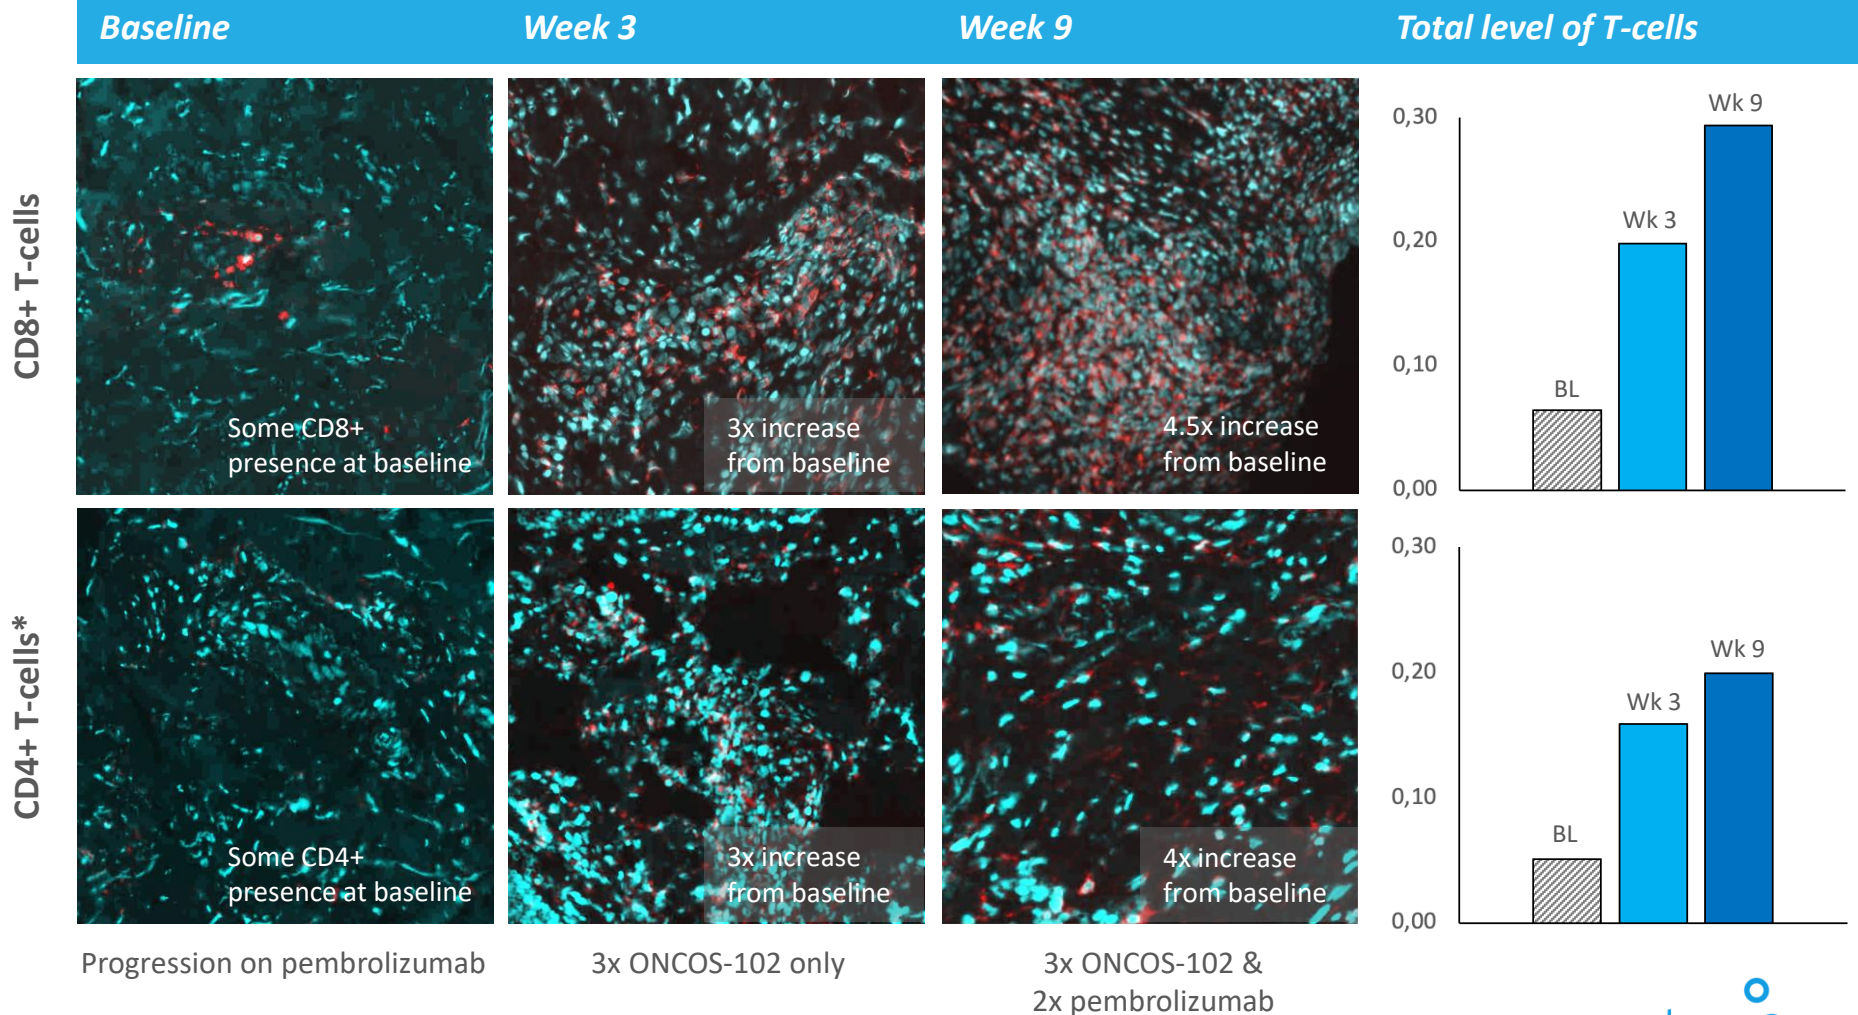 Baseline
Week 3
Week 9
Total level of T-cells
CD8+ T-cells
Some CD8+
presence at baseline
3x increase
from baseline
4.5x increase
from baseline
0,30
0,20
0,10
0,00
BL
Wk 3
Wk 9
CD4+ T-cells*
Some CD4+
presence at baseline
3x increase
from baseline
4x increase
from baseline
0,30
0,20
0,10
0,00
BL
Wk 3
Wk 9
Progression on pembrolizumab
3x ONCOS-102 only
3x ONCOS-102 &
2x pembrolizumab